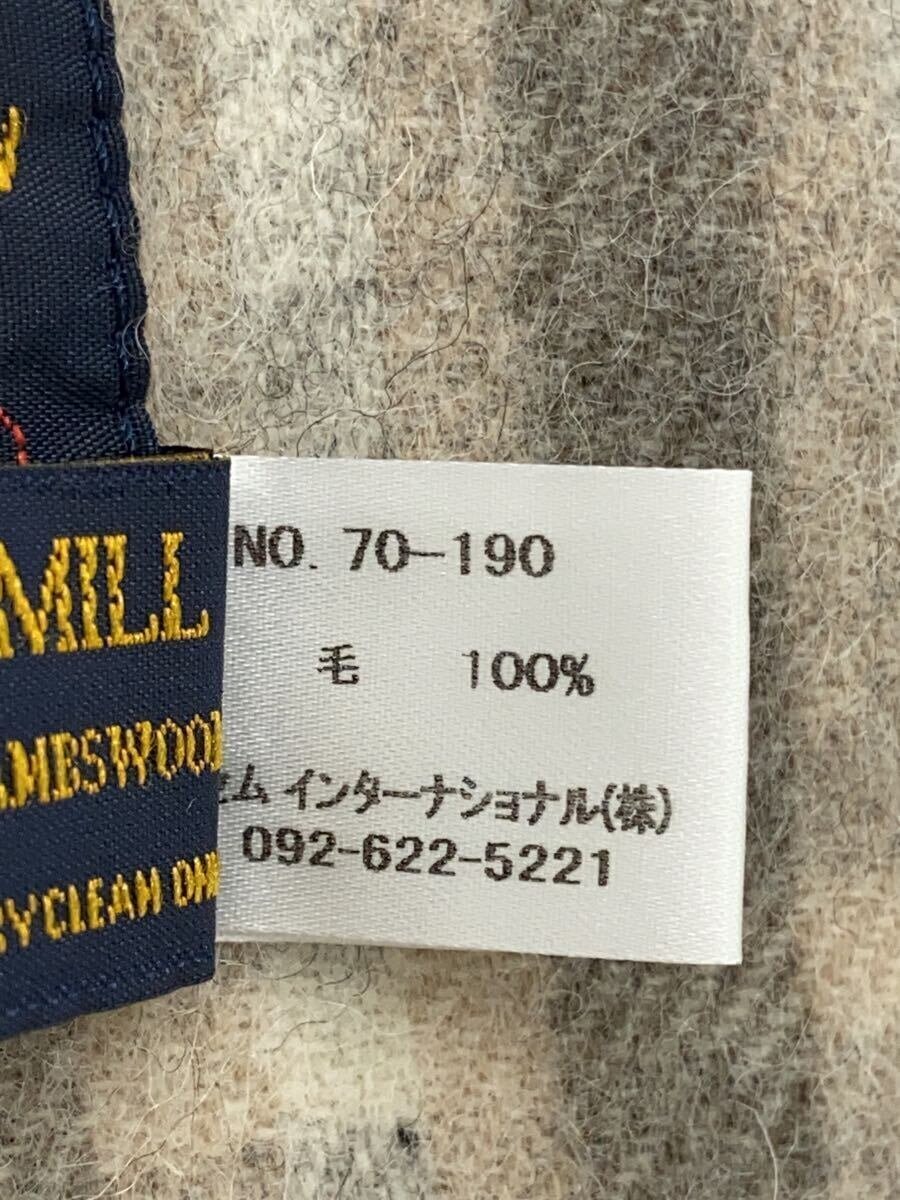 MILL
AMBSWOOL
RYCLEAN ON
NO. 70-190
毛 100%
ム インターナショナル(株)
092-622-5221